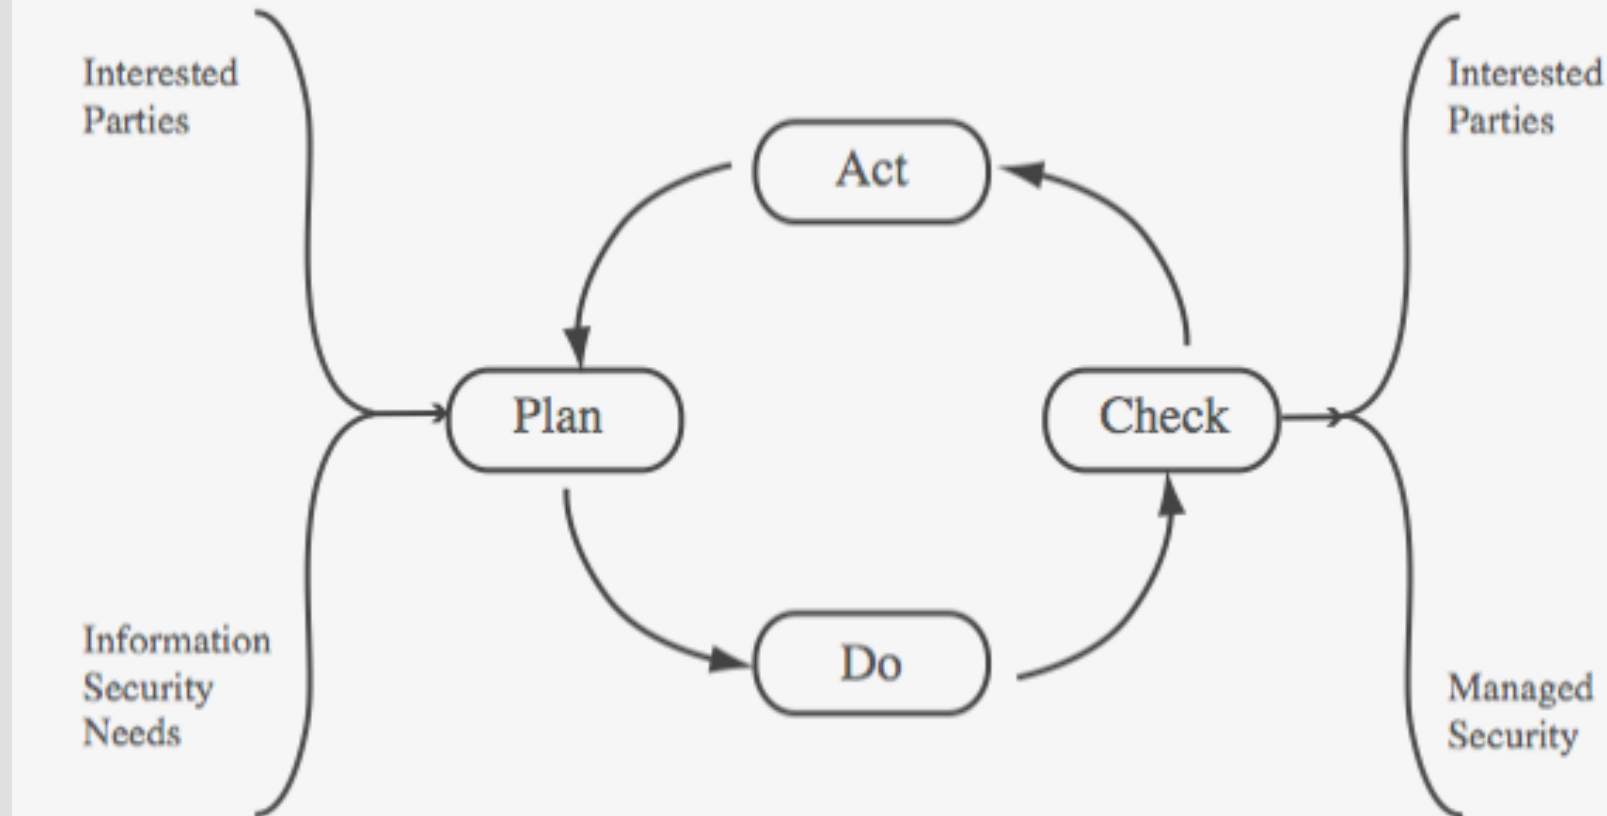 Interested
Parties
Interested
Parties
Act
Plan
Check
Do
Information
Security
Needs
Managed
Security